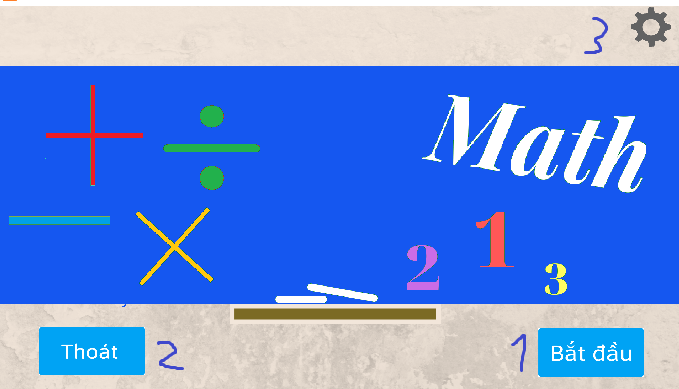 3
+ ÷
Math
− ×
2 1 3
Thoát 2 1 Bắt đầu